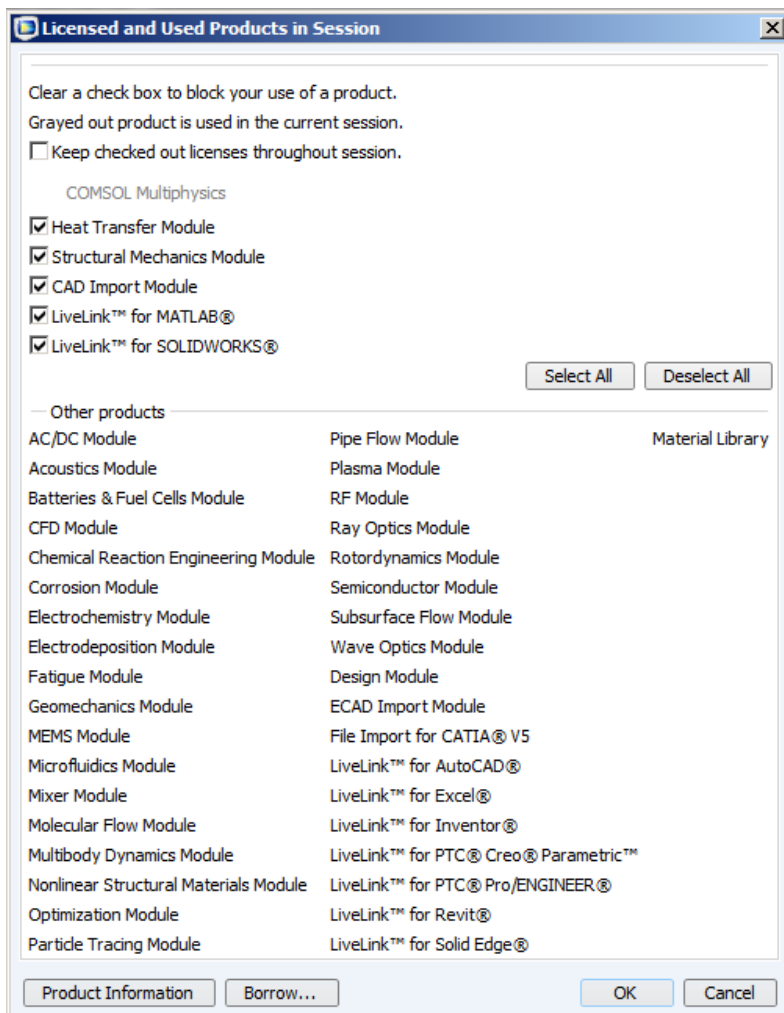 Licensed and Used Products in Session
Clear a check box to block your use of a product.
Grayed out product is used in the current session.
Keep checked out licenses throughout session.
COMSOL Multiphysics
Heat Transfer Module
Structural Mechanics Module
CAD Import Module
LiveLink™ for MATLAB®
LiveLink™ for SOLIDWORKS®
Select All Deselect All
Other products
AC/DC Module Pipe Flow Module Material Library
Acoustics Module Plasma Module
Batteries & Fuel Cells Module RF Module
CFD Module Ray Optics Module
Chemical Reaction Engineering Module Rotordynamics Module
Corrosion Module Semiconductor Module
Electrochemistry Module Subsurface Flow Module
Electrodeposition Module Wave Optics Module
Fatigue Module Design Module
Geomechanics Module ECAD Import Module
MEMS Module File Import for CATIA® V5
Microfluidics Module LiveLink™ for AutoCAD®
Mixer Module LiveLink™ for Excel®
Molecular Flow Module LiveLink™ for Inventor®
Multibody Dynamics Module LiveLink™ for PTC® Creo® Parametric™
Nonlinear Structural Materials Module LiveLink™ for PTC® Pro/ENGINEER®
Optimization Module LiveLink™ for Revit®
Particle Tracing Module LiveLink™ for Solid Edge®
Product Information Borrow... OK Cancel